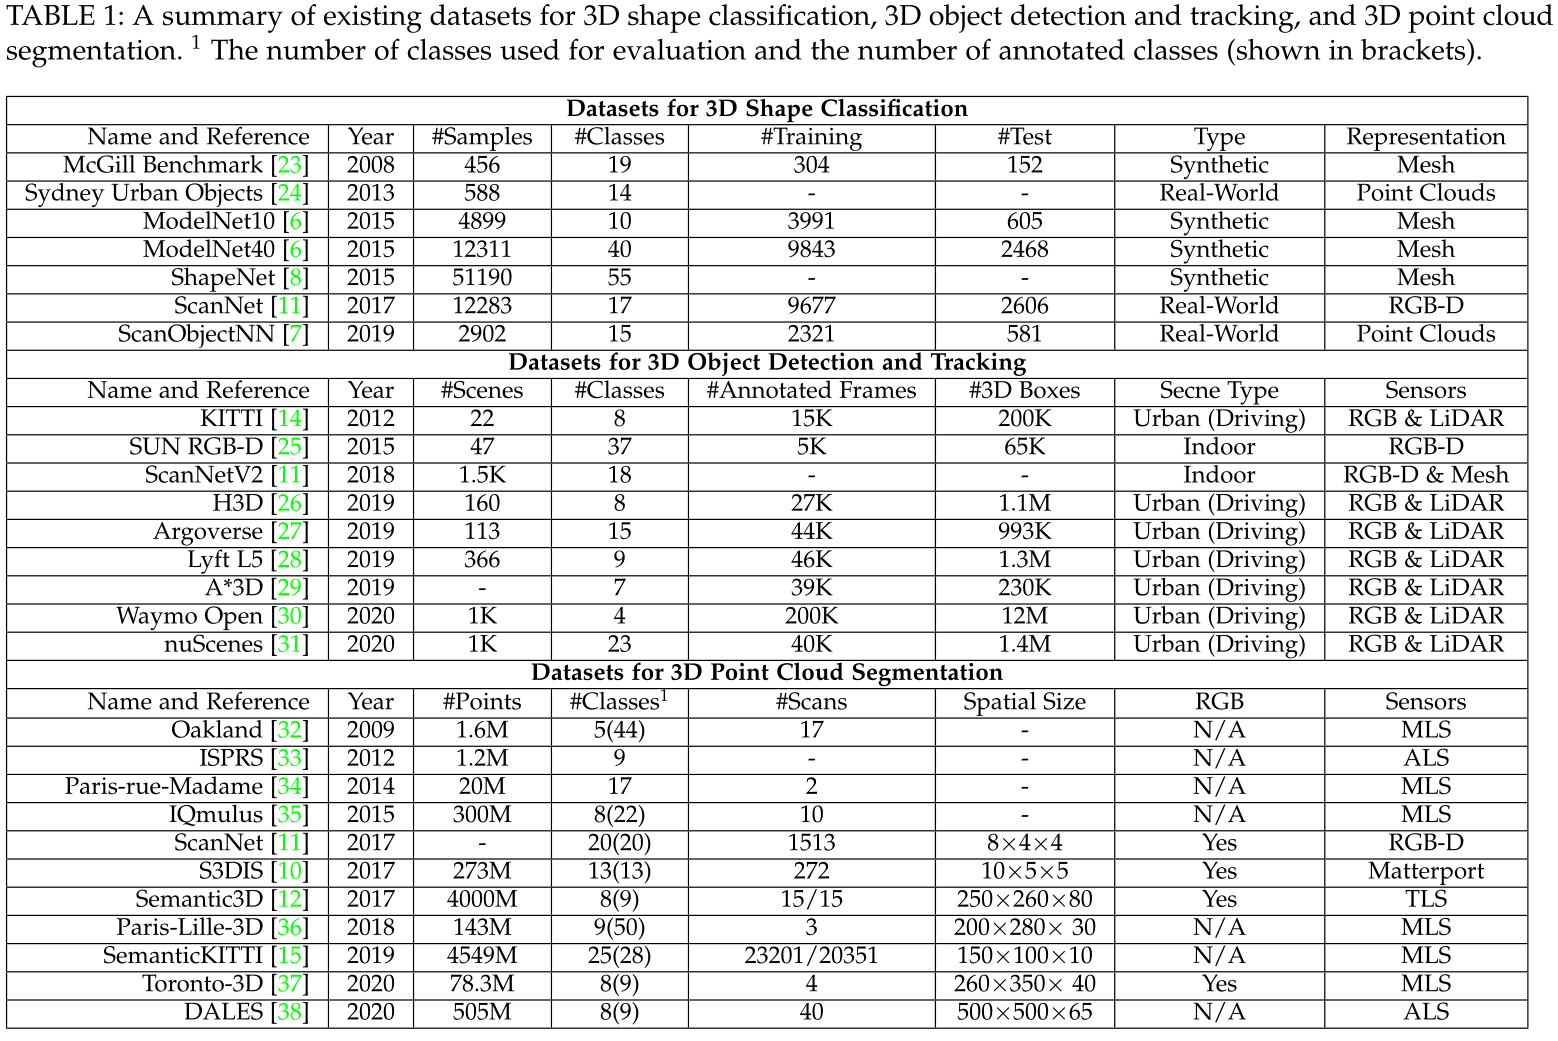 TABLE 1: A summary of existing datasets for 3D shape classification, 3D object detection and tracking, and 3D point cloud
segmentation. ¹ The number of classes used for evaluation and the number of annotated classes (shown in brackets).
Datasets for 3D Shape Classification
Name and Reference Year #Samples #Classes #Training #Test Type Representation
McGill Benchmark [23] 2008 456 19 304 152 Synthetic Mesh
Sydney Urban Objects [24] 2013 588 14 - - Real-World Point Clouds
ModelNet10 [6] 2015 4899 10 3991 605 Synthetic Mesh
ModelNet40 [6] 2015 12311 40 9843 2468 Synthetic Mesh
ShapeNet [8] 2015 51190 55 - - Synthetic Mesh
ScanNet [11] 2017 12283 17 9677 2606 Real-World RGB-D
ScanObjectNN [7] 2019 2902 15 2321 581 Real-World Point Clouds
Datasets for 3D Object Detection and Tracking
Name and Reference Year #Scenes #Classes #Annotated Frames #3D Boxes Secne Type Sensors
KITTI [14] 2012 22 8 15K 200K Urban (Driving) RGB & LiDAR
SUN RGB-D [25] 2015 47 37 5K 65K Indoor RGB-D
ScanNetV2 [11] 2018 1.5K 18 - - Indoor RGB-D & Mesh
H3D [26] 2019 160 8 27K 1.1M Urban (Driving) RGB & LiDAR
Argoverse [27] 2019 113 15 44K 993K Urban (Driving) RGB & LiDAR
Lyft L5 [28] 2019 366 9 46K 1.3M Urban (Driving) RGB & LiDAR
A*3D [29] 2019 - 7 39K 230K Urban (Driving) RGB & LiDAR
Waymo Open [30] 2020 1K 4 200K 12M Urban (Driving) RGB & LiDAR
nuScenes [31] 2020 1K 23 40K 1.4M Urban (Driving) RGB & LiDAR
Datasets for 3D Point Cloud Segmentation
Name and Reference Year #Points #Classes¹ #Scans Spatial Size RGB Sensors
Oakland [32] 2009 1.6M 5(44) 17 - N/A MLS
ISPRS [33] 2012 1.2M 9 - - N/A ALS
Paris-rue-Madame [34] 2014 20M 17 2 - N/A MLS
IQmulus [35] 2015 300M 8(22) 10 - N/A MLS
ScanNet [11] 2017 - 20(20) 1513 8×4×4 Yes RGB-D
S3DIS [10] 2017 273M 13(13) 272 10×5×5 Yes Matterport
Semantic3D [12] 2017 4000M 8(9) 15/15 250×260×80 Yes TLS
Paris-Lille-3D [36] 2018 143M 9(50) 3 200×280× 30 N/A MLS
SemanticKITTI [15] 2019 4549M 25(28) 23201/20351 150×100×10 N/A MLS
Toronto-3D [37] 2020 78.3M 8(9) 4 260×350× 40 Yes MLS
DALES [38] 2020 505M 8(9) 40 500×500×65 N/A ALS